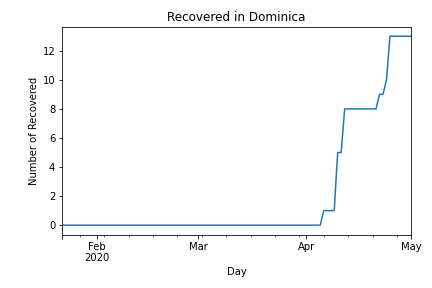 Recovered in Dominica
Number of Recovered
12
10
8
6
4
2
0
Feb
2020
Mar
Apr
May
Day